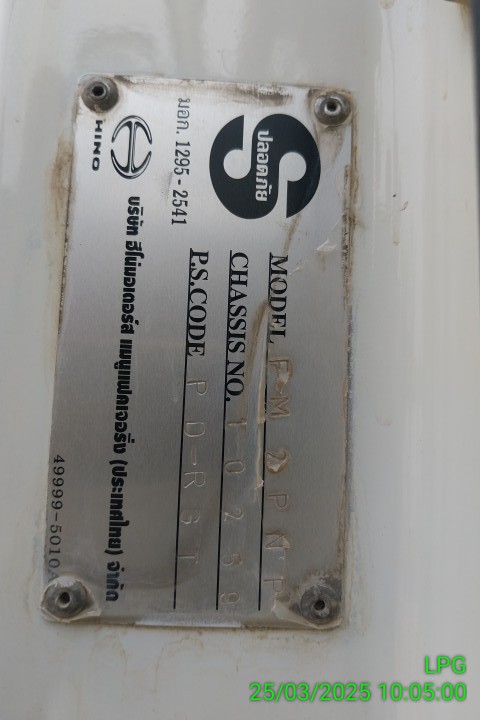 ปลอดภัย
มอก. 1295-2541
MODEL FM2PNP
CHASSIS NO. 10259
P.S.CODE PD-RBT
HINO
บริษัท ฮีโน่มอเตอร์ส แมนูแฟคเจอริ่ง (ประเทศไทย) จำกัด
49999-5010
LPG
25/03/2025 10:05:00